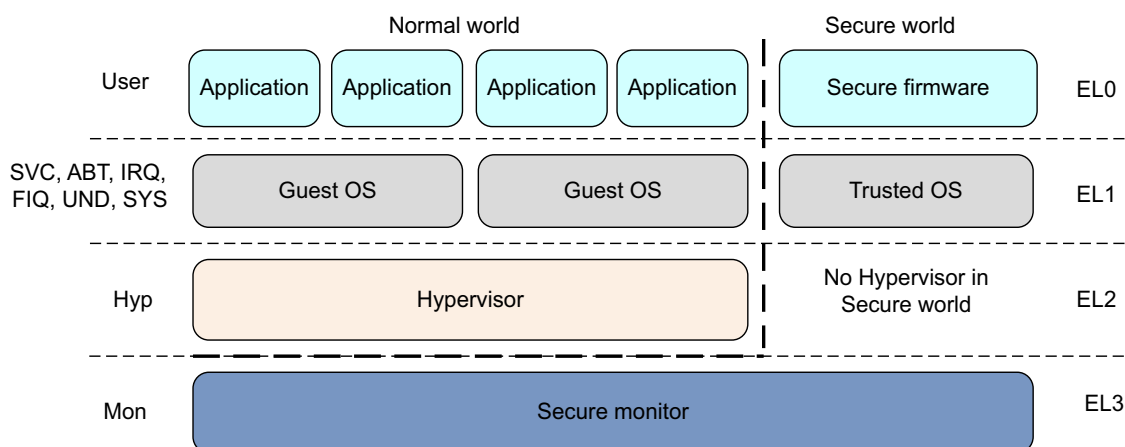 Normal world
Secure world
User
Application
Application
Application
Application
Secure firmware
EL0
SVC, ABT, IRQ,
FIQ, UND, SYS
Guest OS
Guest OS
Trusted OS
EL1
Hyp
Hypervisor
No Hypervisor in
Secure world
EL2
Mon
Secure monitor
EL3